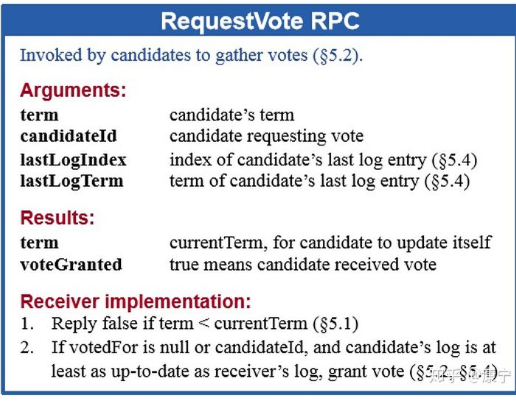 RequestVote RPC
Invoked by candidates to gather votes (§5.2).
Arguments:
term candidate's term
candidateId candidate requesting vote
lastLogIndex index of candidate's last log entry (§5.4)
lastLogTerm term of candidate's last log entry (§5.4)
Results:
term currentTerm, for candidate to update itself
voteGranted true means candidate received vote
Receiver implementation:
1. Reply false if term < currentTerm (§5.1)
2. If votedFor is null or candidateId, and candidate's log is at
least as up-to-date as receiver's log, grant vote (§5.2, §5.4)
知乎 @康宁